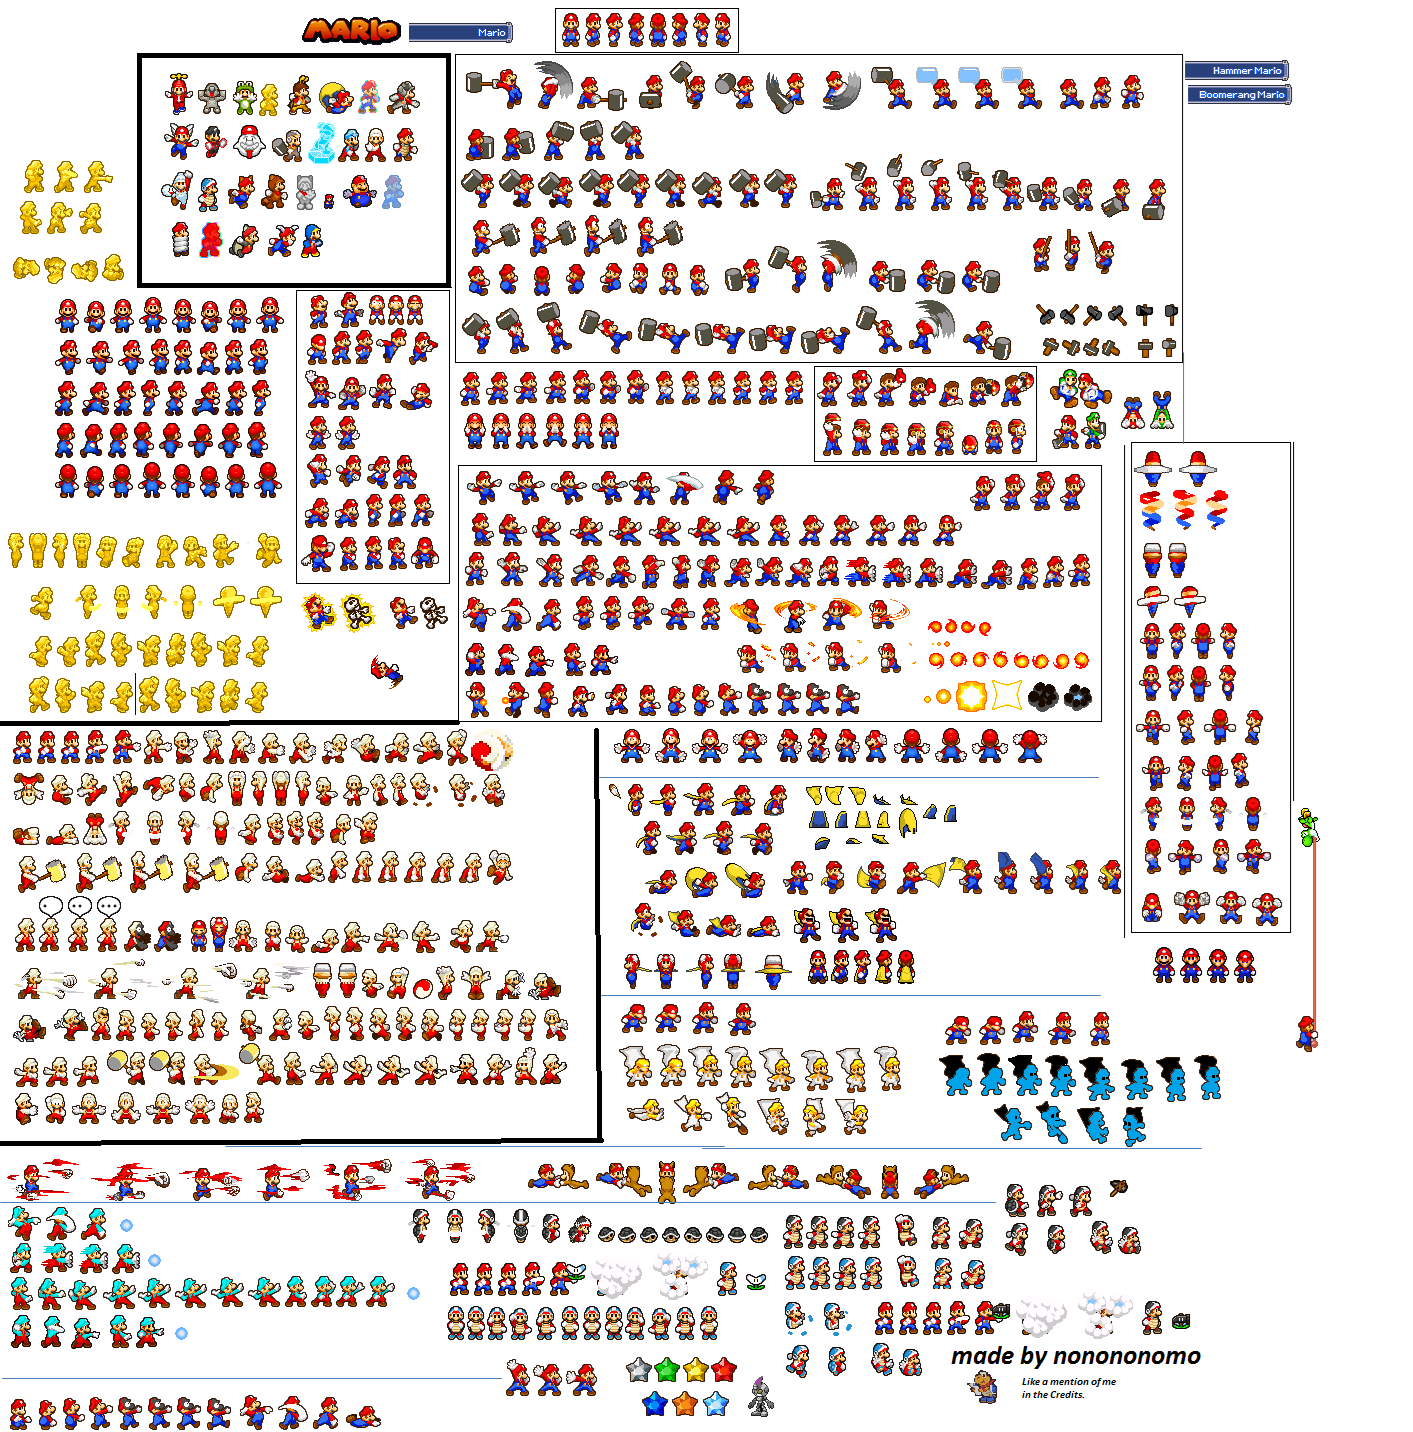 MARIO
Mario
Hammer Mario
Boomerang Mario
made by nonononomo
Like a mention of me
in the Credits.